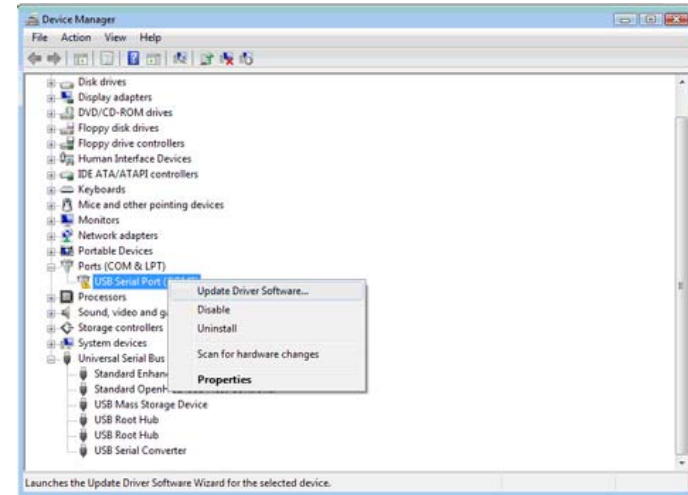 Device Manager
File Action View Help
Disk drives
Display adapters
DVD/CD-ROM drives
Floppy disk drives
Floppy drive controllers
Human Interface Devices
IDE ATA/ATAPI controllers
Keyboards
Mice and other pointing devices
Monitors
Network adapters
Portable Devices
Ports (COM & LPT)
USB Serial Port
Update Driver Software...
Processors
Disable
Sound, video and
Uninstall
Storage controllers
System devices
Scan for hardware changes
Universal Serial Bus
Standard
Properties
Standard
USB Mass Storage Device
USB Root Hub
USB Root Hub
USB Serial Converter
Launches the Update Driver Software Wizard for the selected device.